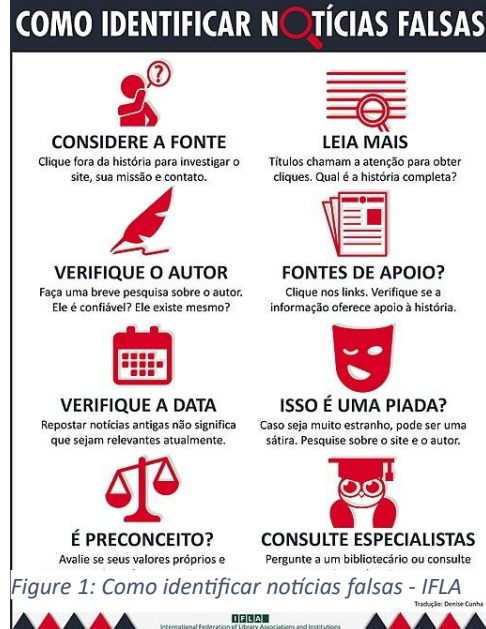 COMO IDENTIFICAR NOTÍCIAS FALSAS
CONSIDERE A FONTE
Clique fora da história para investigar o
site, sua missão e contato.
LEIA MAIS
Títulos chamam a atenção para obter
cliques. Qual é a história completa?
VERIFIQUE O AUTOR
Faça uma breve pesquisa sobre o autor.
Ele é confiável? Ele existe mesmo?
FONTES DE APOIO?
Clique nos links. Verifique se a
informação oferece apoio à história.
VERIFIQUE A DATA
Repostar notícias antigas não significa
que sejam relevantes atualmente.
ISSO É UMA PIADA?
Caso seja muito estranho, pode ser uma
sátira. Pesquise sobre o site e o autor.
É PRECONCEITO?
Avalie se seus valores próprios e
CONSULTE ESPECIALISTAS
Pergunte a um bibliotecário ou consulte
Figure 1: Como identificar notícias falsas - IFLA
Tradução: Denise Cunha
IFLA
International Federation of Library Associations and Institutions